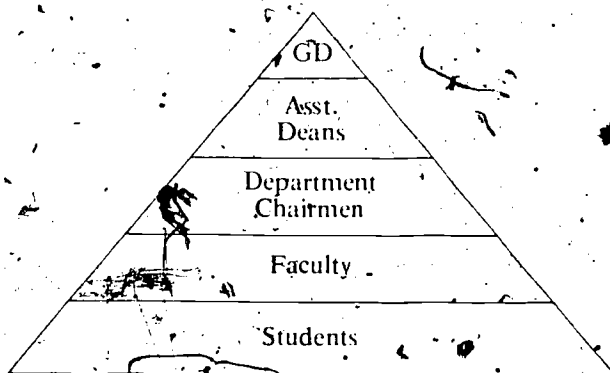 GD
Asst.
Deans
Department
Chairmen
Faculty
Students